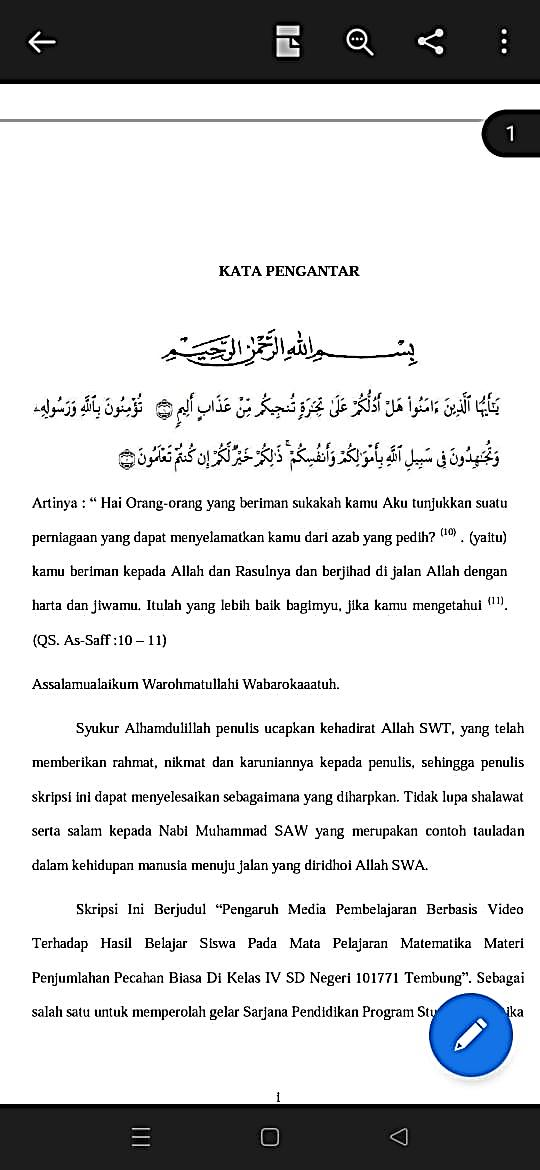 1
KATA PENGANTAR
بِسْمِ اللهِ الرَّحْمٰنِ الرَّحِيْمِ
يَٰٓأَيُّهَا ٱلَّذِينَ ءَامَنُوا۟ هَلْ أَدُلُّكُمْ عَلَىٰ تِجَٰرَةٍ تُنجِيكُم مِّنْ عَذَابٍ أَلِيمٍ ۝ تُؤْمِنُونَ بِٱللَّهِ وَرَسُولِهِۦ
وَتُجَٰهِدُونَ فِى سَبِيلِ ٱللَّهِ بِأَمْوَٰلِكُمْ وَأَنفُسِكُمْ ۚ ذَٰلِكُمْ خَيْرٌ لَّكُمْ إِن كُنتُمْ تَعْلَمُونَ ۝
Artinya : “ Hai Orang-orang yang beriman sukakah kamu Aku tunjukkan suatu
perniagaan yang dapat menyelamatkan kamu dari azab yang pedih? (10) . (yaitu)
kamu beriman kepada Allah dan Rasulnya dan berjihad di jalan Allah dengan
harta dan jiwamu. Itulah yang lebih baik bagimyu, jika kamu mengetahui (11).
(QS. As-Saff :10 – 11)
Assalamualaikum Warohmatullahi Wabarokaaatuh.
Syukur Alhamdulillah penulis ucapkan kehadirat Allah SWT, yang telah
memberikan rahmat, nikmat dan karuniannya kepada penulis, sehingga penulis
skripsi ini dapat menyelesaikan sebagaimana yang diharpkan. Tidak lupa shalawat
serta salam kepada Nabi Muhammad SAW yang merupakan contoh tauladan
dalam kehidupan manusia menuju jalan yang diridhoi Allah SWA.
Skripsi Ini Berjudul “Pengaruh Media Pembelajaran Berbasis Video
Terhadap Hasil Belajar Siswa Pada Mata Pelajaran Matematika Materi
Penjumlahan Pecahan Biasa Di Kelas IV SD Negeri 101771 Tembung”. Sebagai
salah satu untuk memperolah gelar Sarjana Pendidikan Program Stu ika
i